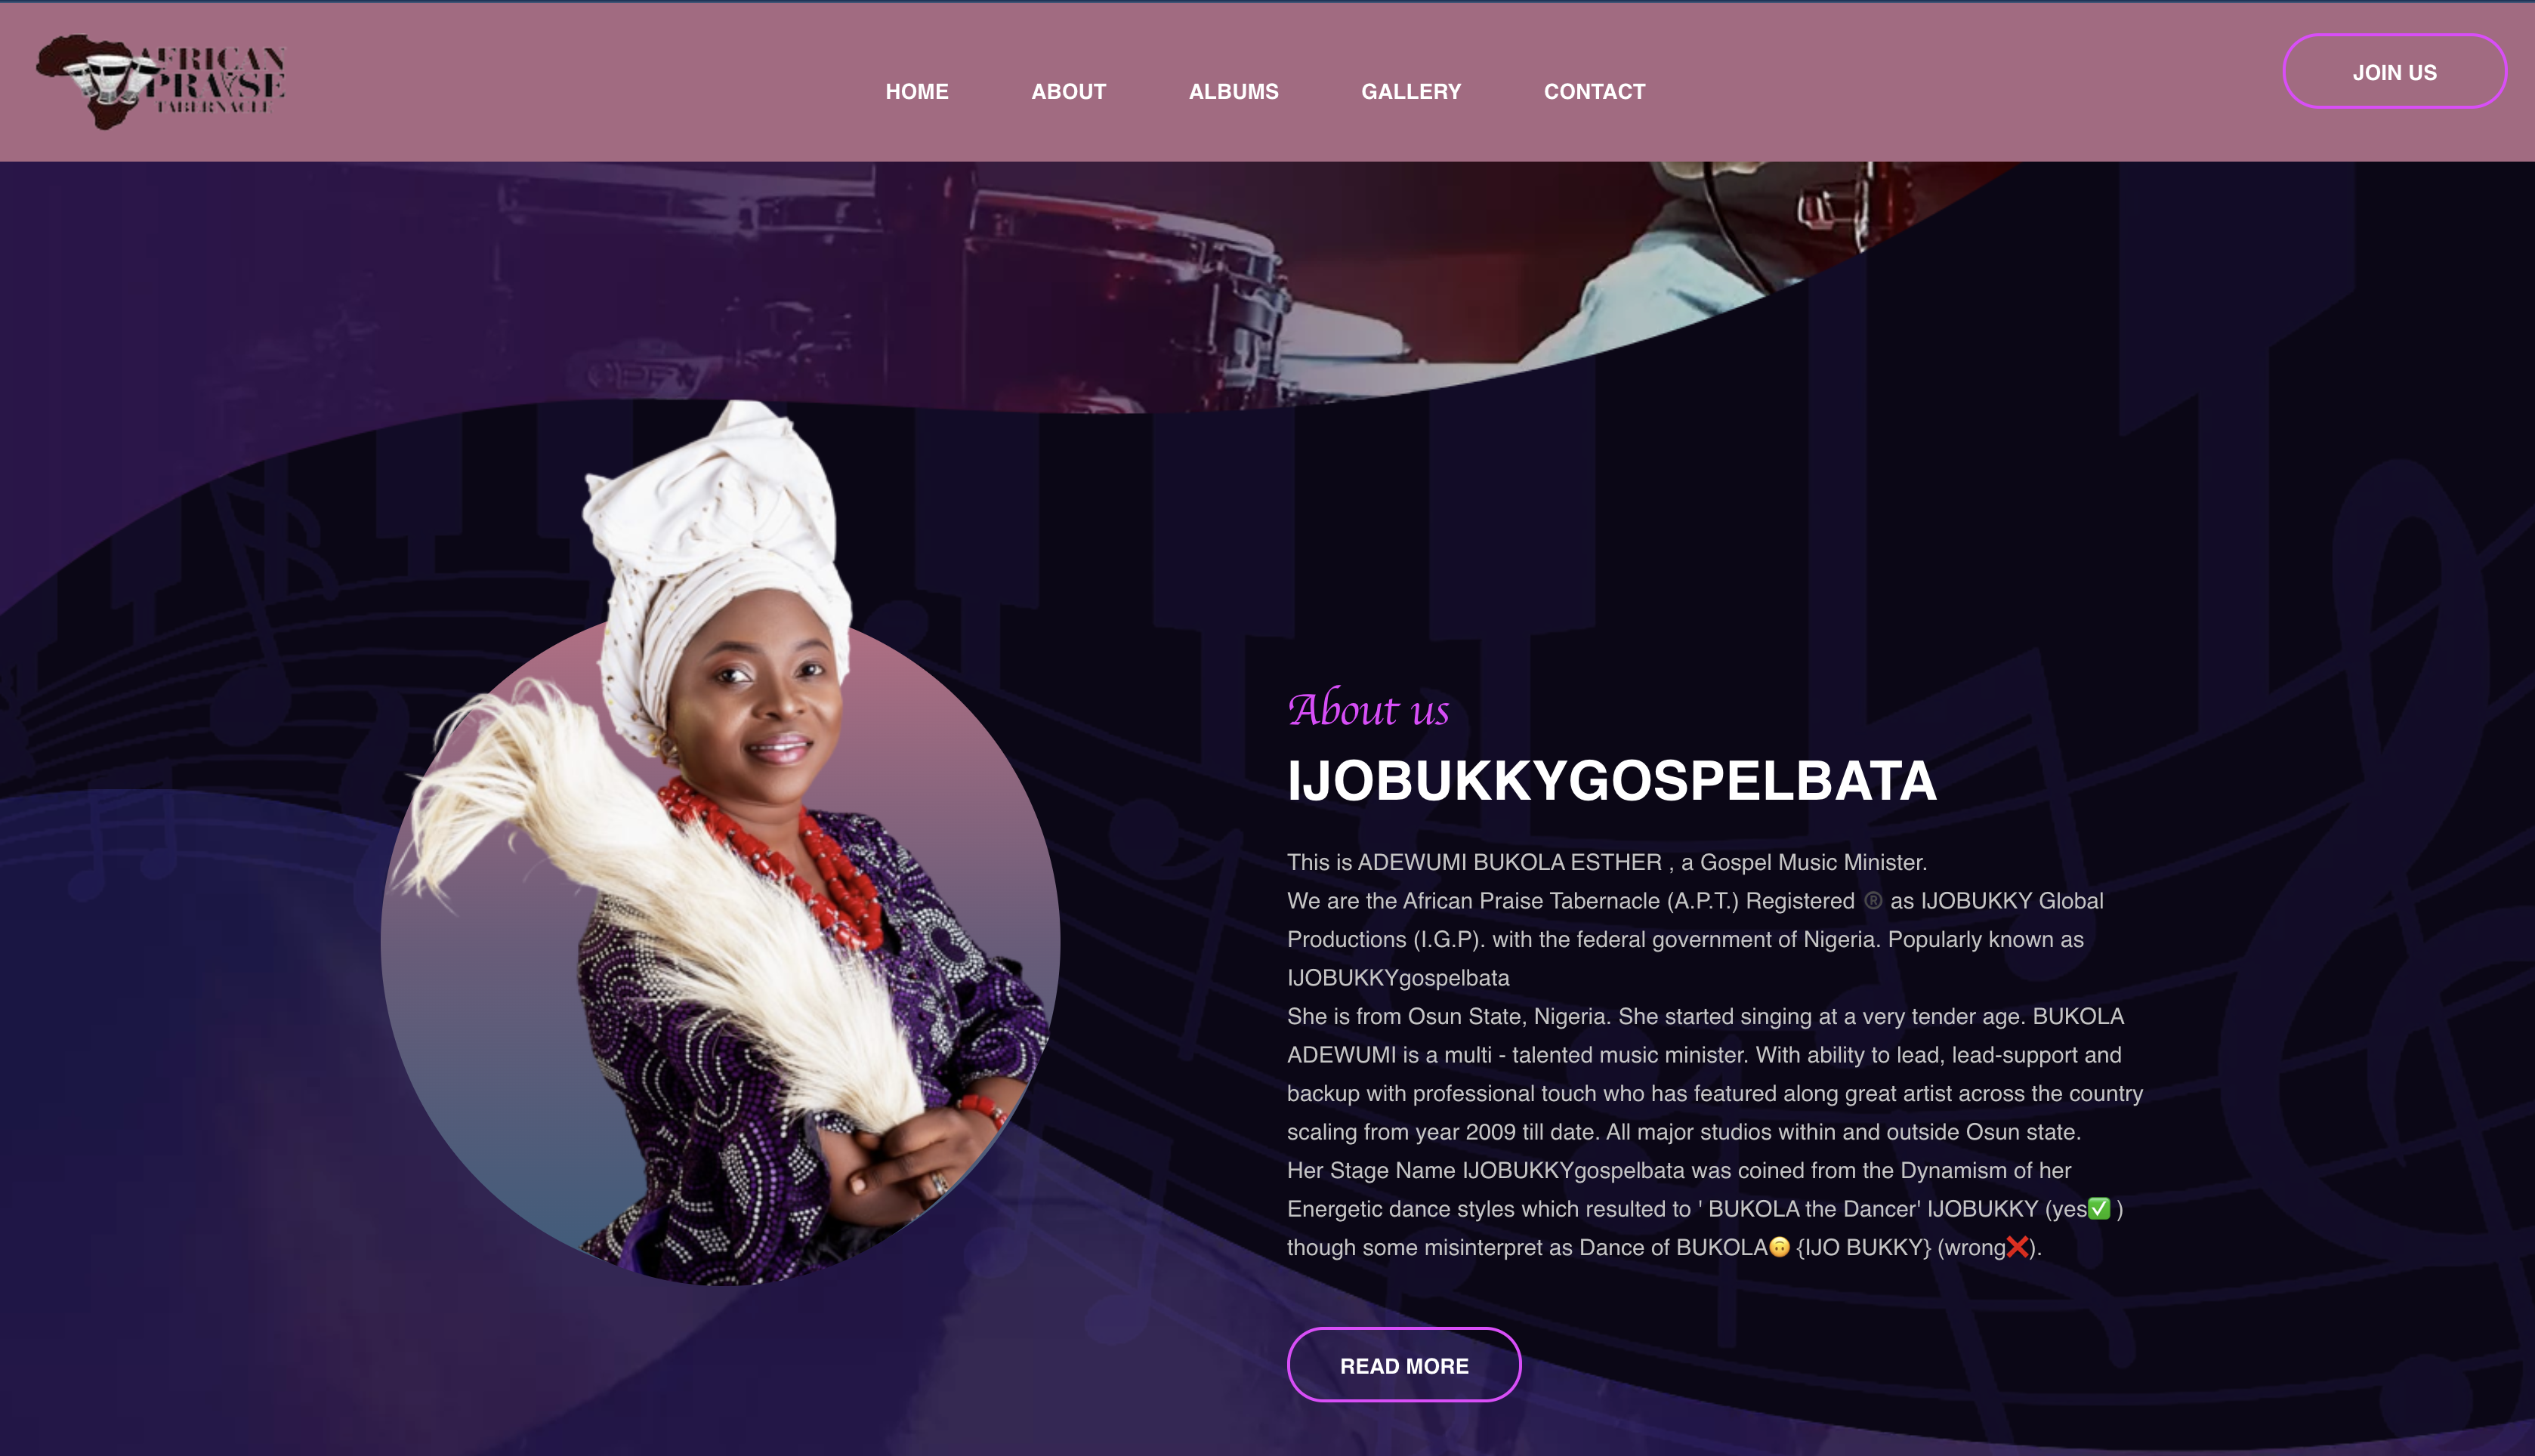 AFRICAN
PRAISE
TABERNACLE
HOME ABOUT ALBUMS GALLERY CONTACT
JOIN US
About us
IJOBUKKYGOSPELBATA
This is ADEWUMI BUKOLA ESTHER , a Gospel Music Minister.
We are the African Praise Tabernacle (A.P.T.) Registered ® as IJOBUKKY Global
Productions (I.G.P). with the federal government of Nigeria. Popularly known as
IJOBUKKYgospelbata
She is from Osun State, Nigeria. She started singing at a very tender age. BUKOLA
ADEWUMI is a multi - talented music minister. With ability to lead, lead-support and
backup with professional touch who has featured along great artist across the country
scaling from year 2009 till date. All major studios within and outside Osun state.
Her Stage Name IJOBUKKYgospelbata was coined from the Dynamism of her
Energetic dance styles which resulted to ' BUKOLA the Dancer' IJOBUKKY (yes✅ )
though some misinterpret as Dance of BUKOLA🙃 {IJO BUKKY} (wrong❌).
READ MORE